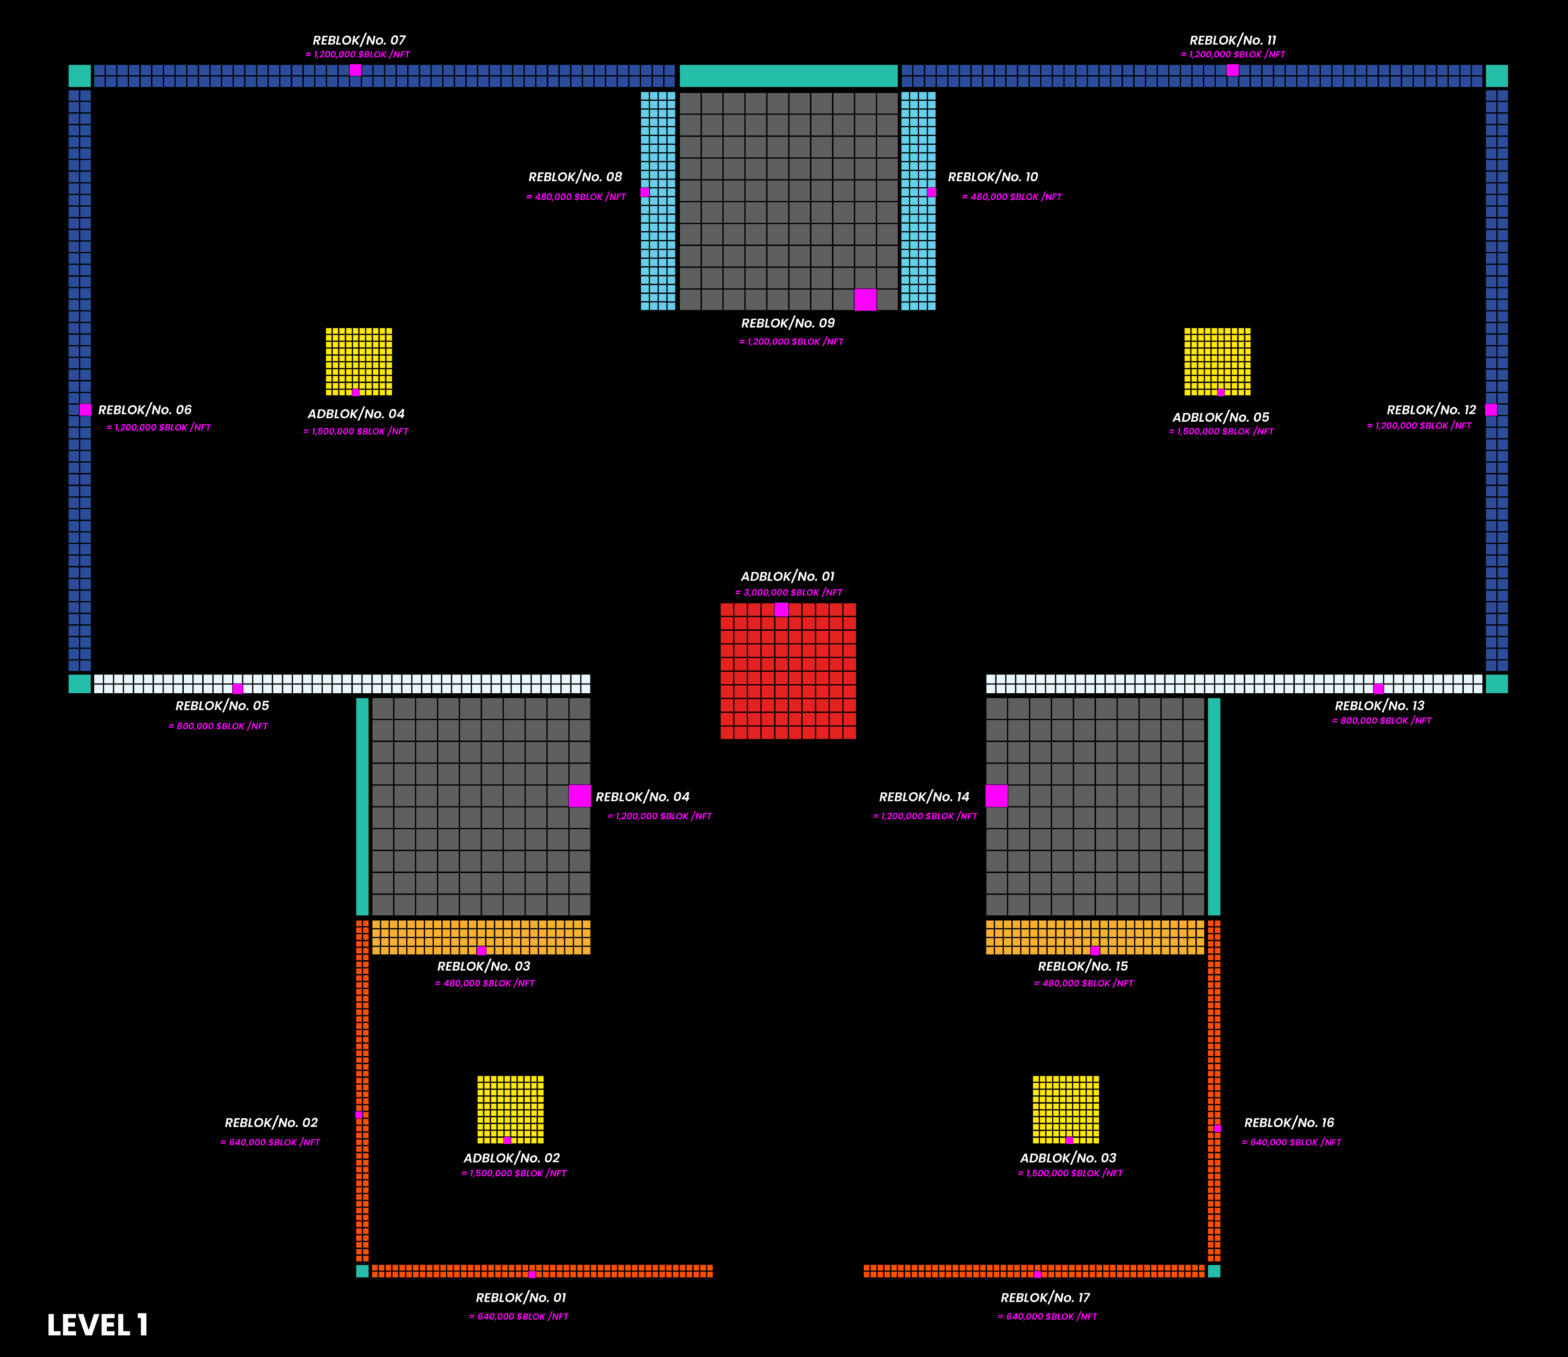 REBLOK/No. 07
= 1,200,000 $BLOK /NFT
REBLOK/No. 11
= 1,200,000 $BLOK /NFT
REBLOK/No. 08
= 480,000 $BLOK /NFT
REBLOK/No. 10
= 480,000 $BLOK /NFT
REBLOK/No. 09
= 1,200,000 $BLOK /NFT
REBLOK/No. 06
= 1,200,000 $BLOK /NFT
ADBLOK/No. 04
= 1,500,000 $BLOK /NFT
ADBLOK/No. 05
= 1,500,000 $BLOK /NFT
REBLOK/No. 12
= 1,200,000 $BLOK /NFT
ADBLOK/No. 01
= 3,000,000 $BLOK /NFT
REBLOK/No. 05
= 800,000 $BLOK /NFT
REBLOK/No. 13
= 800,000 $BLOK /NFT
REBLOK/No. 04
= 1,200,000 $BLOK /NFT
REBLOK/No. 14
= 1,200,000 $BLOK /NFT
REBLOK/No. 03
= 480,000 $BLOK /NFT
REBLOK/No. 15
= 480,000 $BLOK /NFT
REBLOK/No. 02
= 640,000 $BLOK /NFT
ADBLOK/No. 02
= 1,500,000 $BLOK /NFT
ADBLOK/No. 03
= 1,500,000 $BLOK /NFT
REBLOK/No. 16
= 640,000 $BLOK /NFT
REBLOK/No. 01
= 640,000 $BLOK /NFT
REBLOK/No. 17
= 640,000 $BLOK /NFT
LEVEL 1